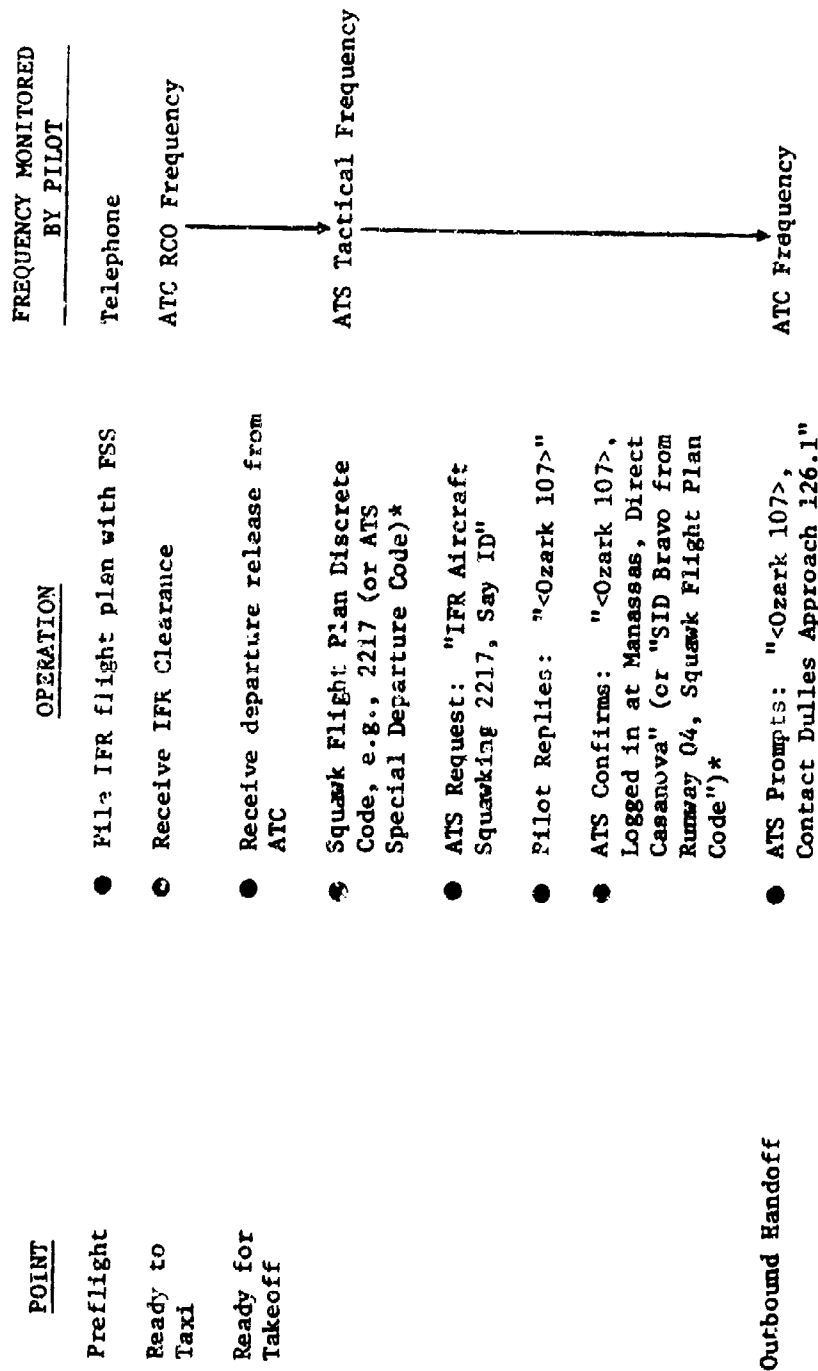 POINT
OPERATION
FREQUENCY MONITORED
BY PILOT
Preflight
● File IFR flight plan with FSS
Telephone
Ready to
Taxi
● Receive IFR Clearance
ATC RCO Frequency
Ready for
Takeoff
● Receive departure release from
ATC
● Squawk Flight Plan Discrete
Code, e.g., 2217 (or ATS
Special Departure Code)*
ATS Tactical Frequency
● ATS Request: "IFR Aircraft
Squawking 2217, Say ID"
● Pilot Replies: "<Ozark 107>"
● ATS Confirms: "<Ozark 107>,
Logged in at Manassas, Direct
Casanova" (or "SID Bravo from
Runway 04, Squawk Flight Plan
Code")*
Outbound Handoff
● ATS Prompts: "<Ozark 107>,
Contact Dulles Approach 126.1"
ATC Frequency